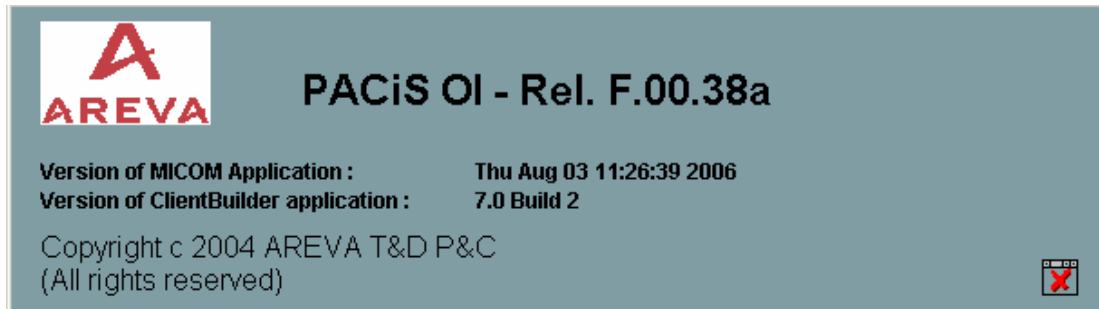 AREVA
PACiS OI - Rel. F.00.38a
Version of MICOM Application : Thu Aug 03 11:26:39 2006
Version of ClientBuilder application : 7.0 Build 2
Copyright c 2004 AREVA T&D P&C
(All rights reserved)